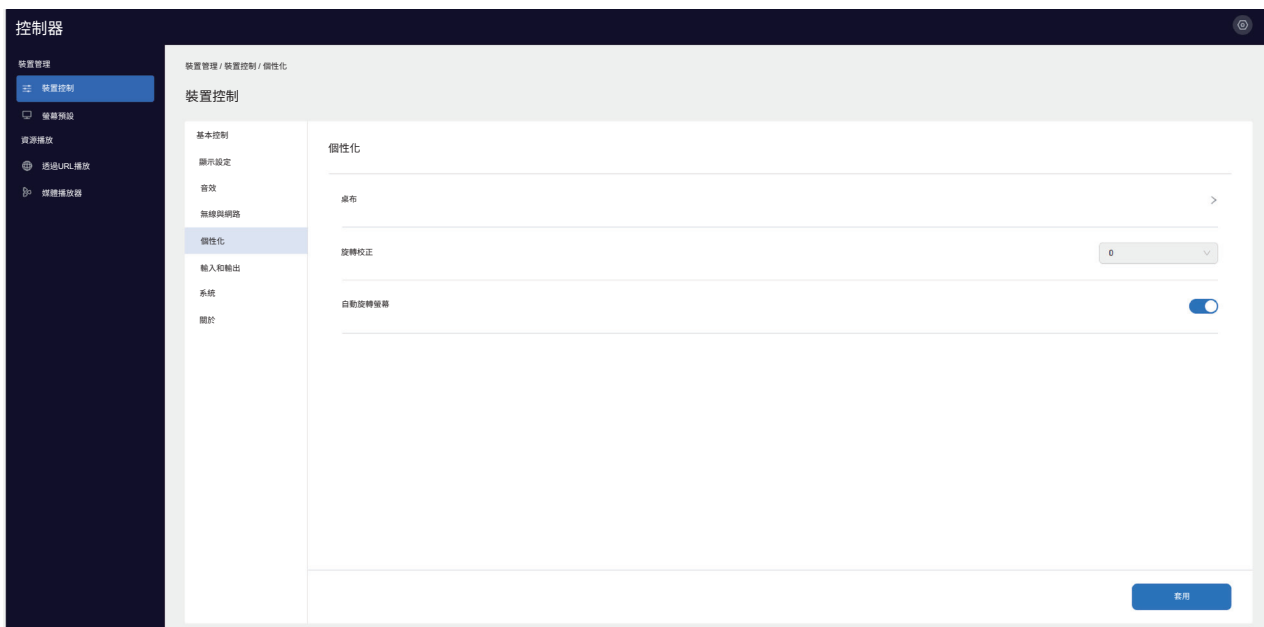 控制器
裝置管理
裝置控制
螢幕預設
資源播放
透過URL播放
媒體播放器
裝置管理 / 裝置控制 / 個性化
裝置控制
基本控制
顯示設定
音效
無線與網路
個性化
輸入和輸出
系統
關於
個性化
桌布
旋轉校正
0
自動旋轉螢幕
套用